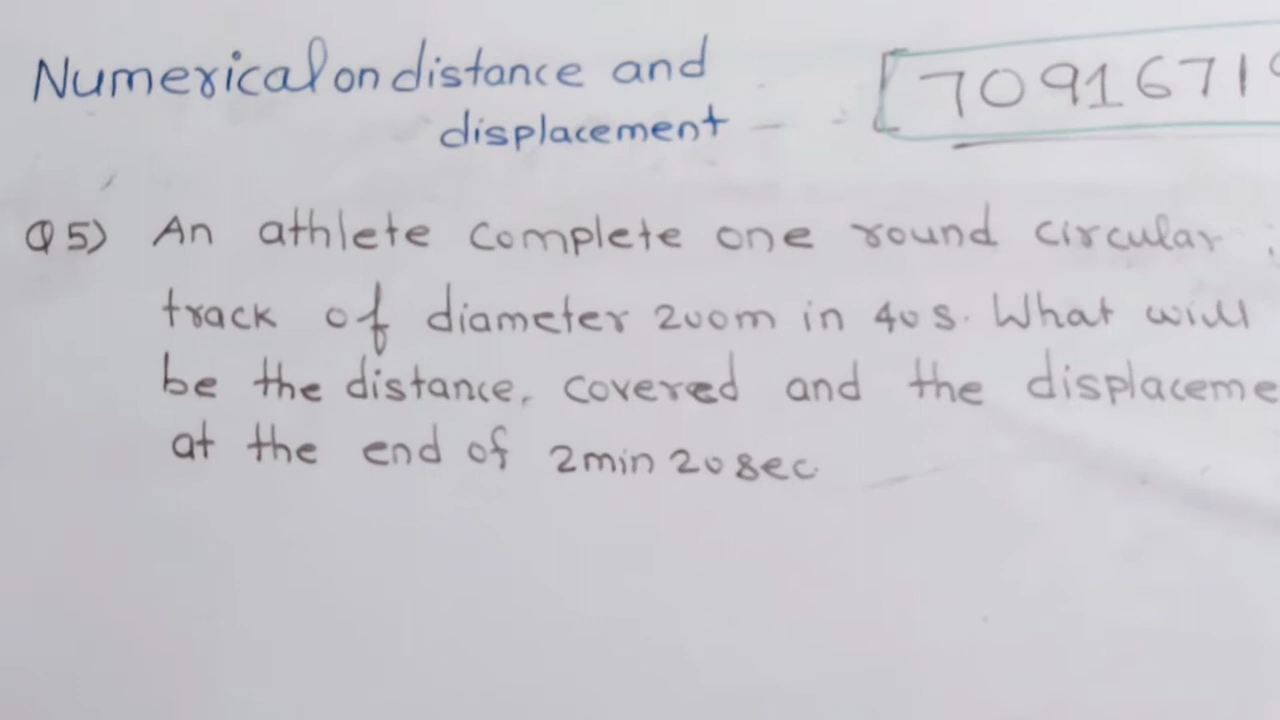 Numerical on distance and
displacement
7091671
Q5) An athlete complete one round circular
track of diameter 200m in 40s. What will
be the distance, covered and the displaceme
at the end of 2min 20sec.